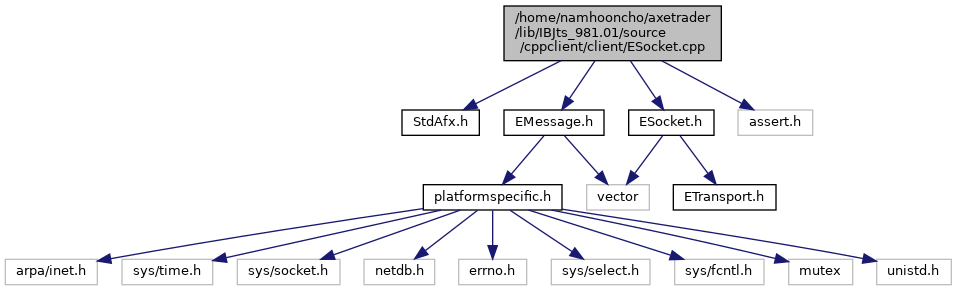 /home/namhooncho/axetrader
/lib/IBJts_981.01/source
/cppclient/client/ESocket.cpp
StdAfx.h
EMessage.h
ESocket.h
assert.h
platformspecific.h
vector
ETransport.h
arpa/inet.h
sys/time.h
sys/socket.h
netdb.h
errno.h
sys/select.h
sys/fcntl.h
mutex
unistd.h